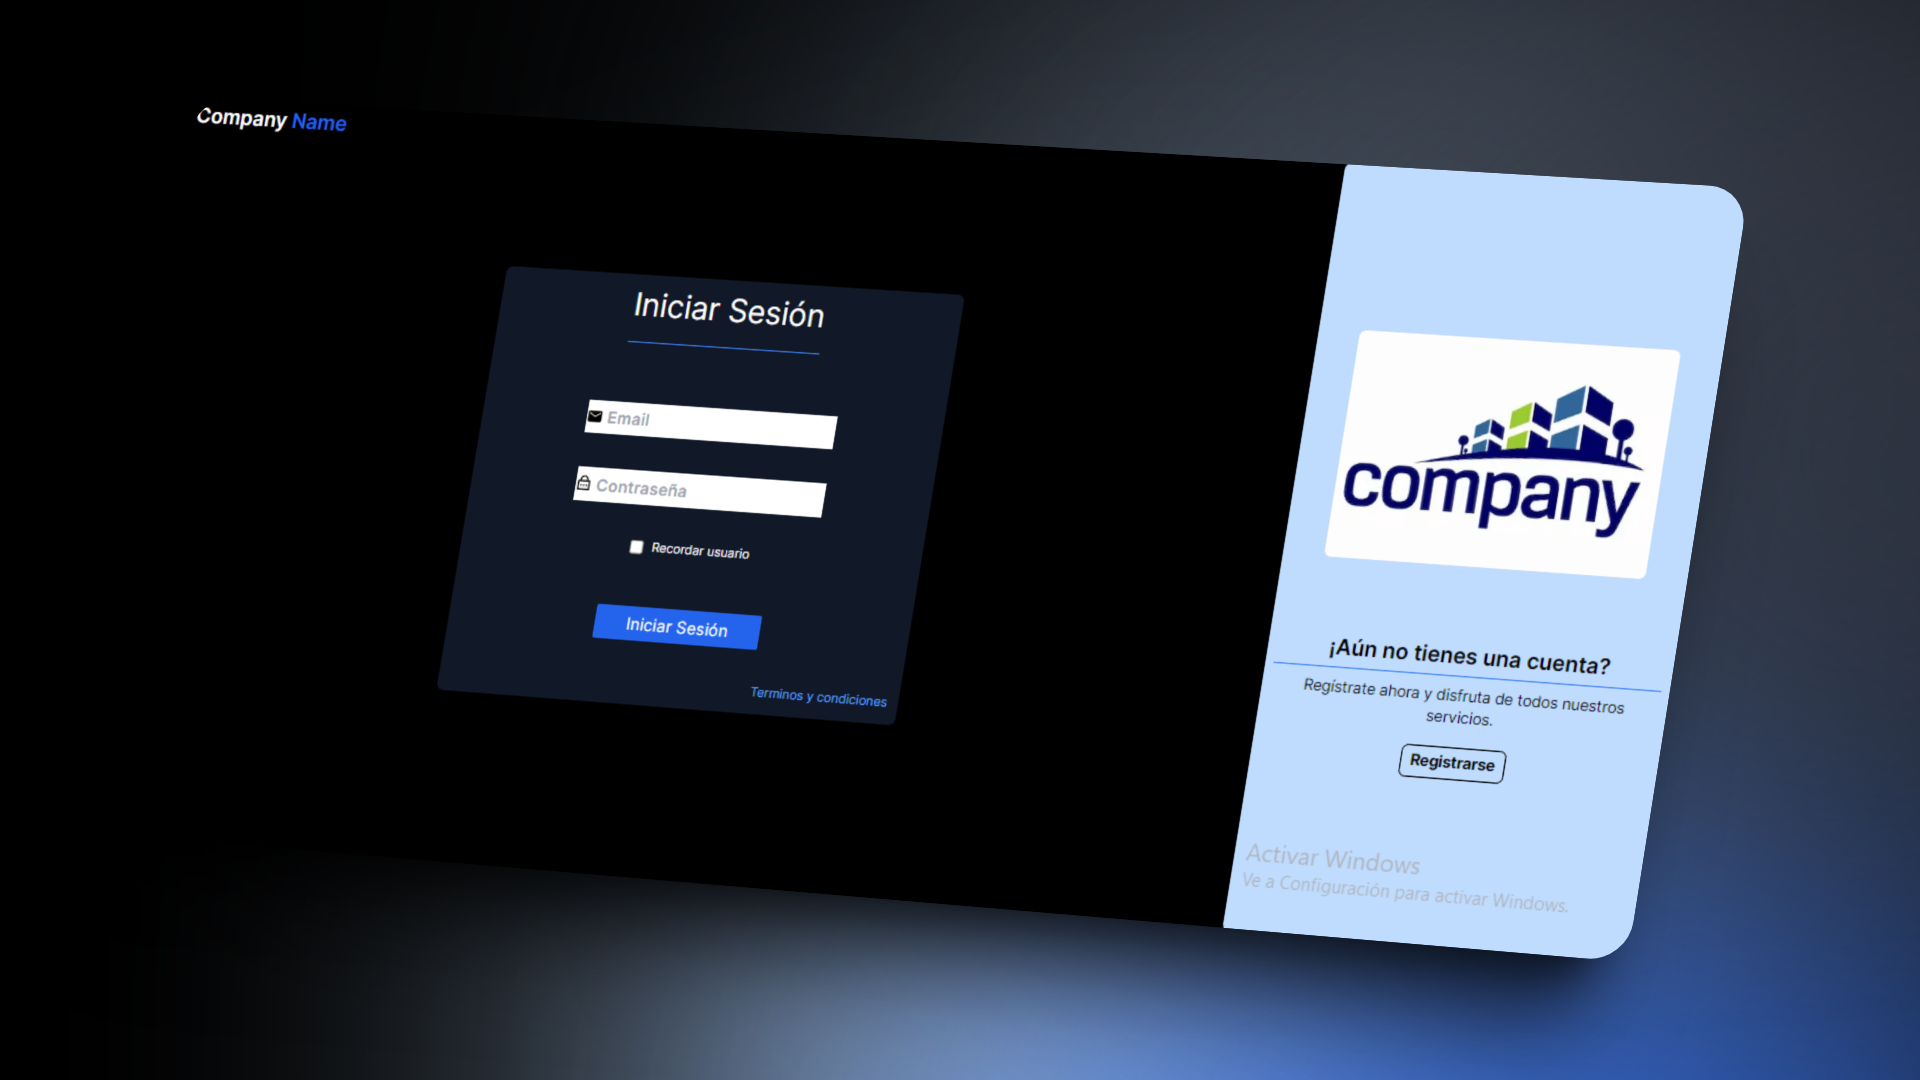 Company Name
Iniciar Sesión
Email
Contraseña
Recordar usuario
Iniciar Sesión
Terminos y condiciones
company
¡Aún no tienes una cuenta?
Regístrate ahora y disfruta de todos nuestros
servicios.
Registrarse
Activar Windows
Ve a Configuración para activar Windows.